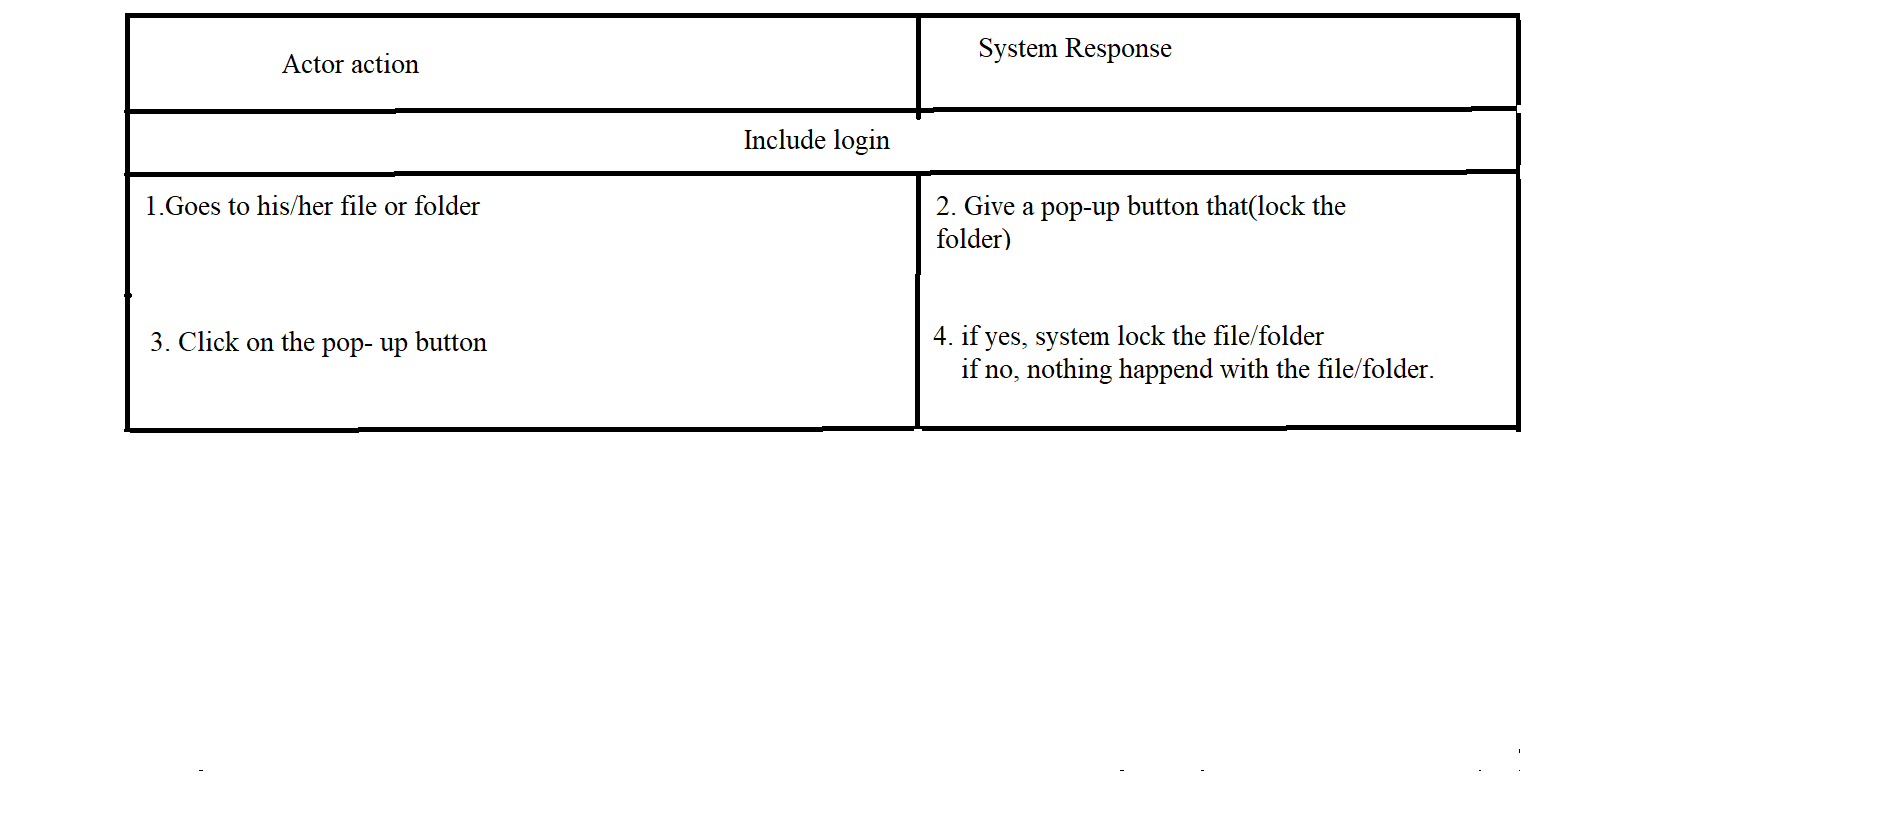 Actor action
System Response
Include login
1.Goes to his/her file or folder
2. Give a pop-up button that(lock the
folder)
3. Click on the pop- up button
4. if yes, system lock the file/folder
if no, nothing happend with the file/folder.